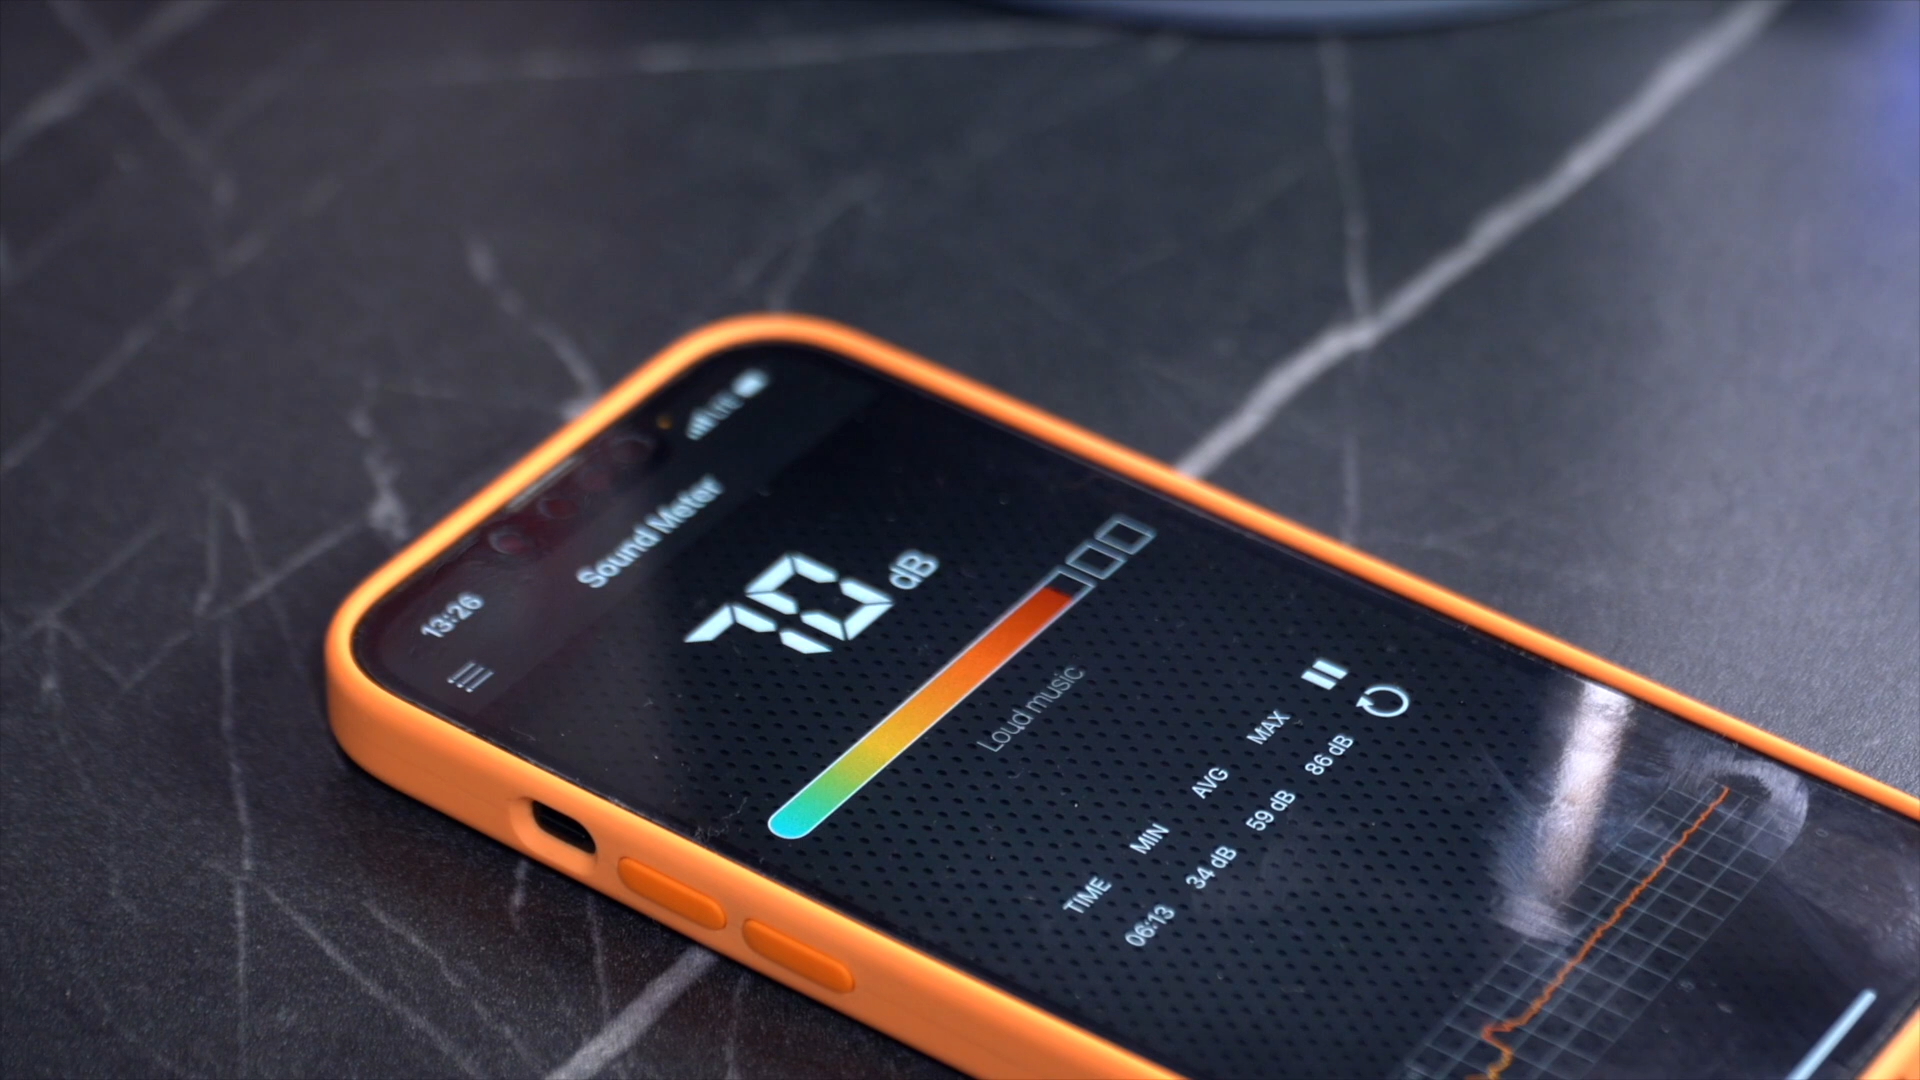 13:26
Sound Meter
70 dB
Loud music
TIME MIN AVG MAX
06:13 34 dB 59 dB 86 dB